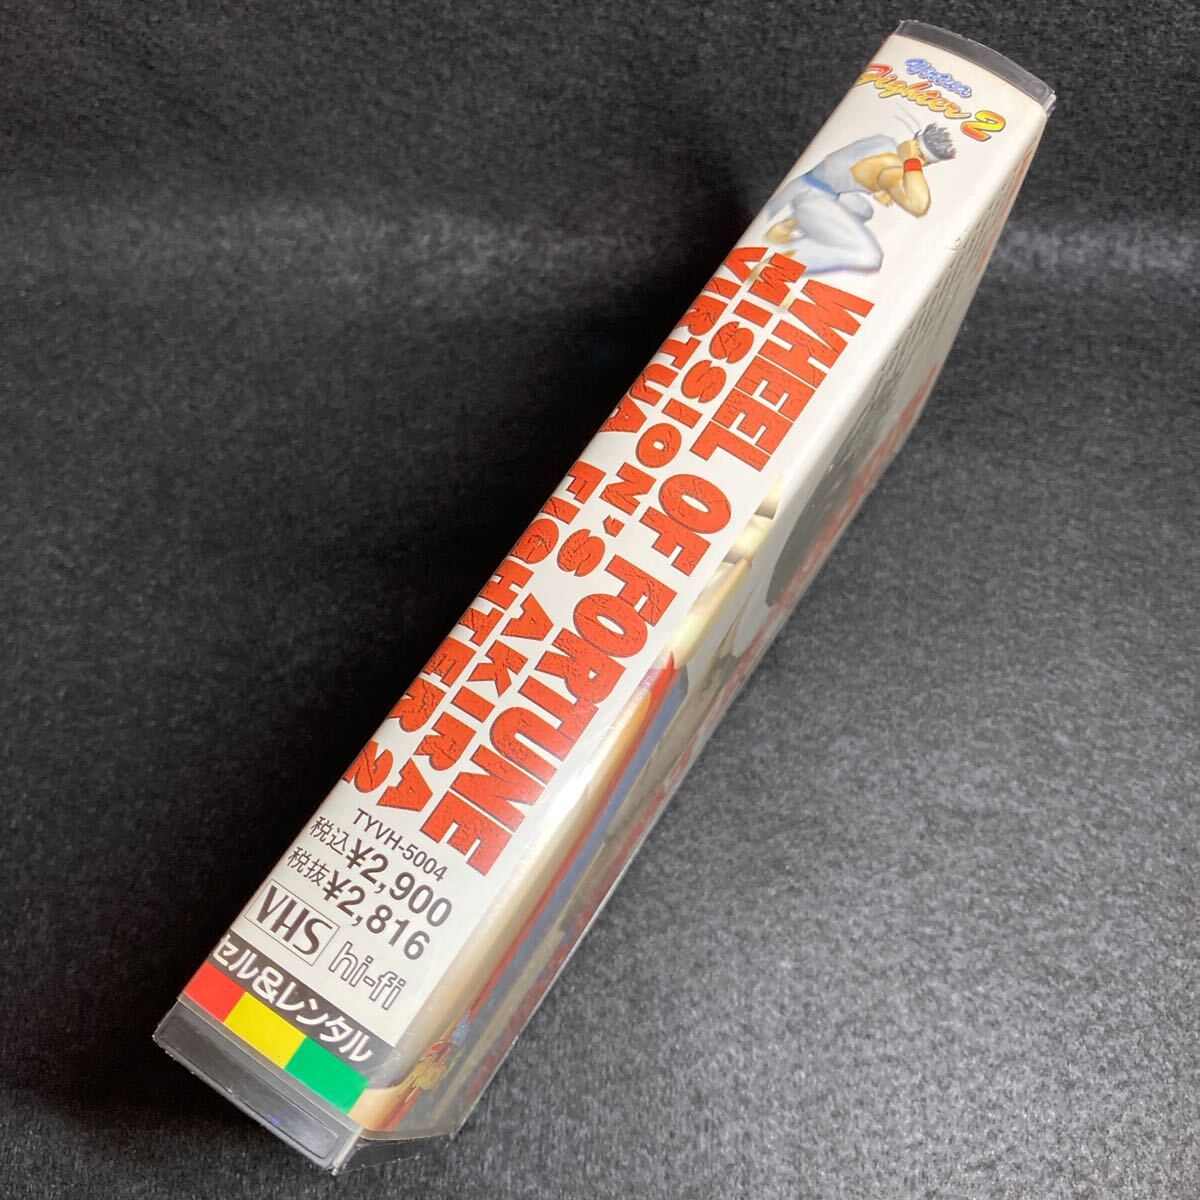 Virtua
Fighter 2
WHEEL OF FORTUNE
MISSION'S AKIRA
VIRTUA FIGHTER 2
TYVH-5004
税込¥2,900
税抜¥2,816
VHS hi-fi
セル&レンタル